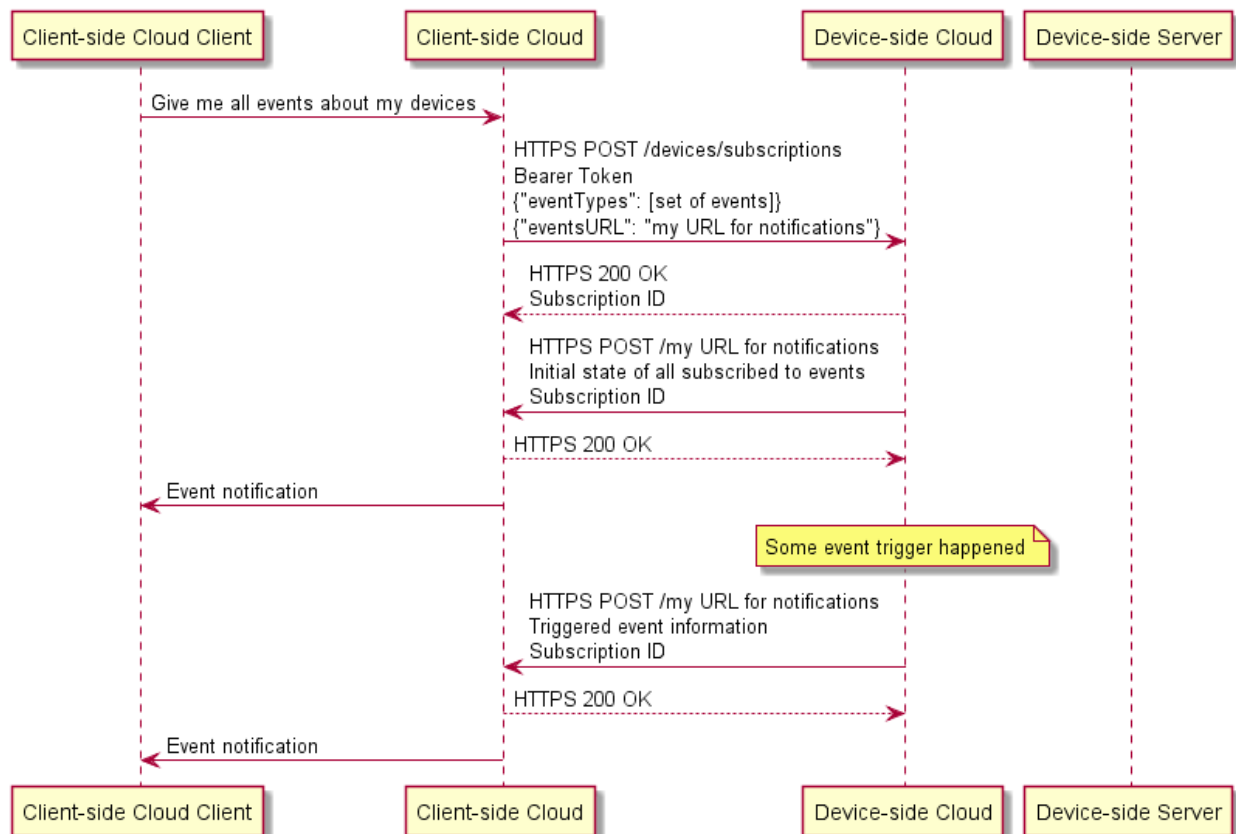 Client-side Cloud Client
Client-side Cloud
Device-side Cloud
Device-side Server
Give me all events about my devices
HTTPS POST /devices/subscriptions
Bearer Token
{"eventTypes": [set of events]}
{"eventsURL": "my URL for notifications"}
HTTPS 200 OK
Subscription ID
HTTPS POST /my URL for notifications
Initial state of all subscribed to events
Subscription ID
HTTPS 200 OK
Event notification
Some event trigger happened
HTTPS POST /my URL for notifications
Triggered event information
Subscription ID
HTTPS 200 OK
Event notification
Client-side Cloud Client
Client-side Cloud
Device-side Cloud
Device-side Server